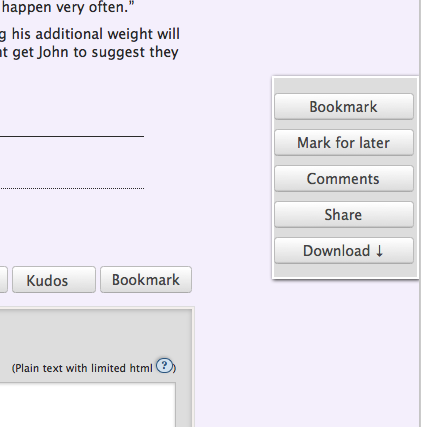 happen very often.”
g his additional weight will
nt get John to suggest they
Bookmark
Mark for later
Comments
Share
Download ↓
Kudos
Bookmark
(Plain text with limited html ?)